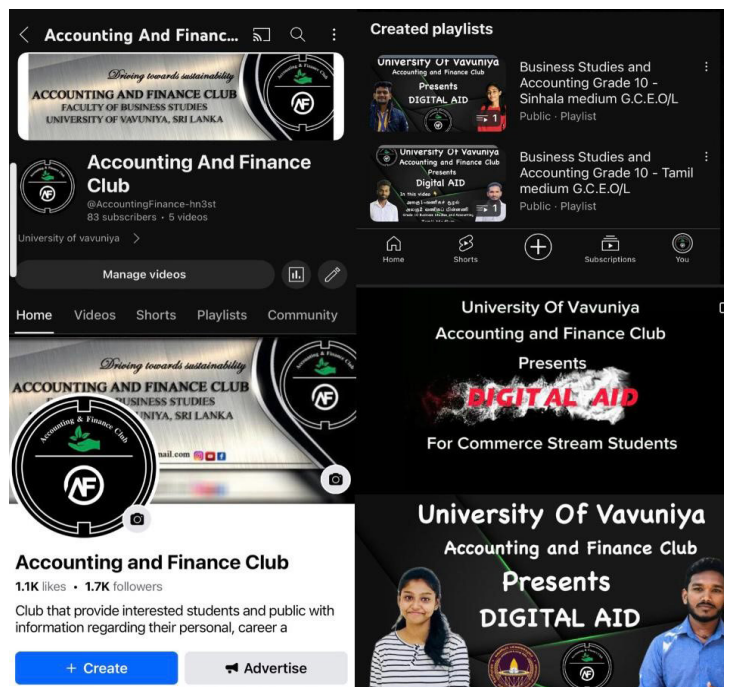 Accounting And Financ...
Driving towards sustainability
ACCOUNTING AND FINANCE CLUB
FACULTY OF BUSINESS STUDIES
UNIVERSITY OF VAVUNIYA, SRI LANKA
Accounting & Finance Club
AF
Accounting And Finance
Club
@AccountingFinance-hn3st
83 subscribers • 5 videos
University of vavuniya
Manage videos
Home Videos Shorts Playlists Community
Driving towards sustainability
ACCOUNTING AND FINANCE CLUB
BUSINESS STUDIES
UNIYA, SRI LANKA
mail.com
Accounting & Finance Club
AF
Accounting and Finance Club
1.1K likes • 1.7K followers
Club that provide interested students and public with
information regarding their personal, career a
+ Create
Advertise
Created playlists
University Of Vavuniya
Accounting and Finance Club
Presents
DIGITAL AID
1
Business Studies and
Accounting Grade 10 -
Sinhala medium G.C.E.O/L
Public · Playlist
University Of Vavuniya
Accounting and Finance Club
Presents
Digital AID
In this video
1
Business Studies and
Accounting Grade 10 - Tamil
medium G.C.E.O/L
Public · Playlist
Home
Shorts
Subscriptions
You
University Of Vavuniya
Accounting and Finance Club
Presents
DIGITAL AID
For Commerce Stream Students
University Of Vavuniya
Accounting and Finance Club
Presents
DIGITAL AID
AF